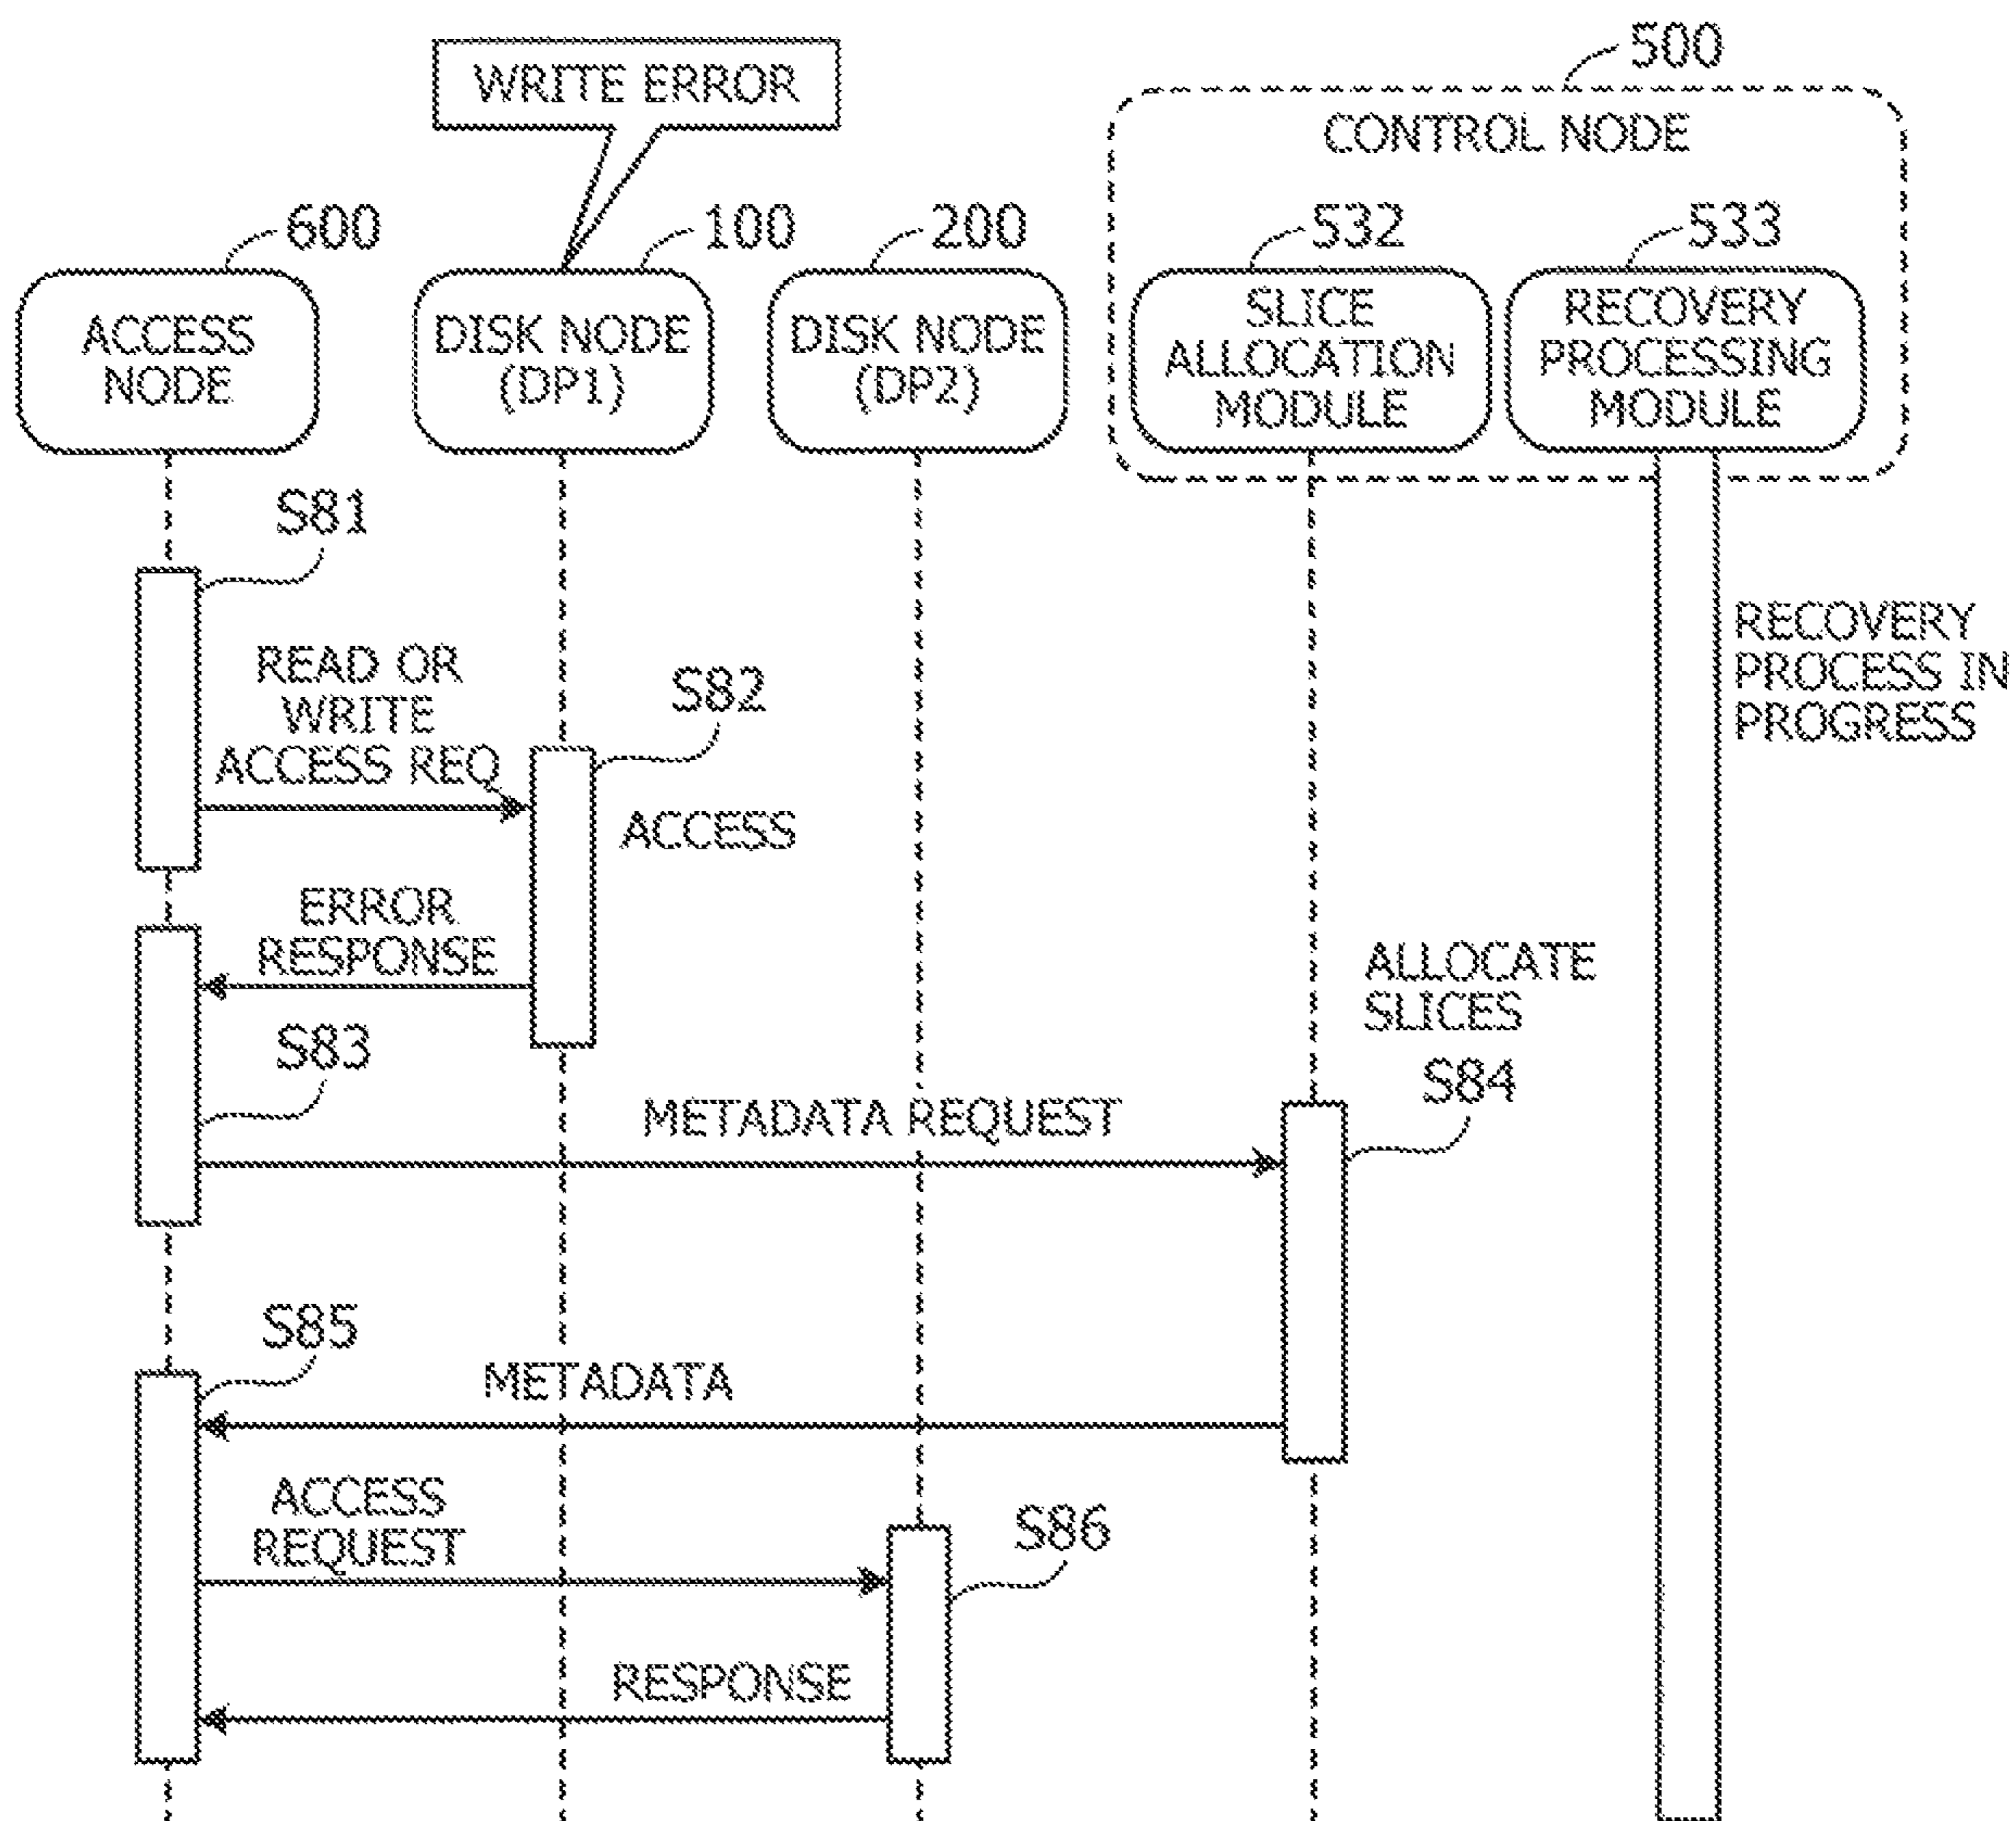 WRITE ERROR
500
CONTROL NODE
600
100
200
532
533
ACCESS
NODE
DISK NODE
(DP1)
DISK NODE
(DP2)
SLICE
ALLOCATION
MODULE
RECOVERY
PROCESSING
MODULE
S81
RECOVERY
PROCESS IN
PROGRESS
READ OR
WRITE
ACCESS REQ
S82
ACCESS
ERROR
RESPONSE
ALLOCATE
SLICES
S83
S84
METADATA REQUEST
S85
METADATA
ACCESS
REQUEST
S86
RESPONSE